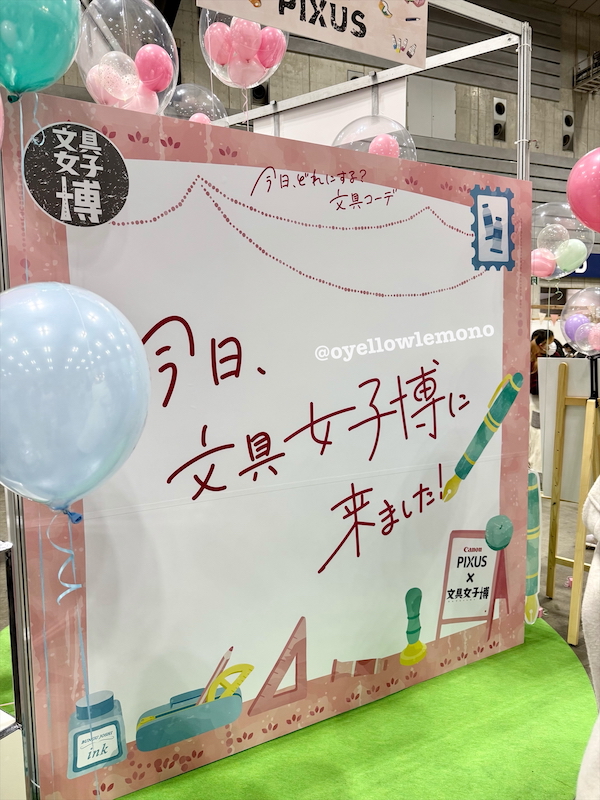 PIXUS
文具
女子
博
今日、どれにする?
文具コーデ
@oyellowlemono
今日、
文具女子博に
来ました!
Canon
PIXUS
×
文具女子博
BUNGU JOSHI
ink